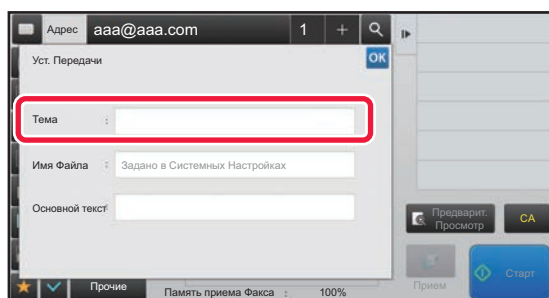 Адрес aaa@aaa.com 1 +
Уст. Передачи OK
Тема :
Имя Файла : Задано в Системных Настройках
Основной текст:
Предварит.
Просмотр
CA
Прочие
Память приема Факса : 100%
Прием
Старт